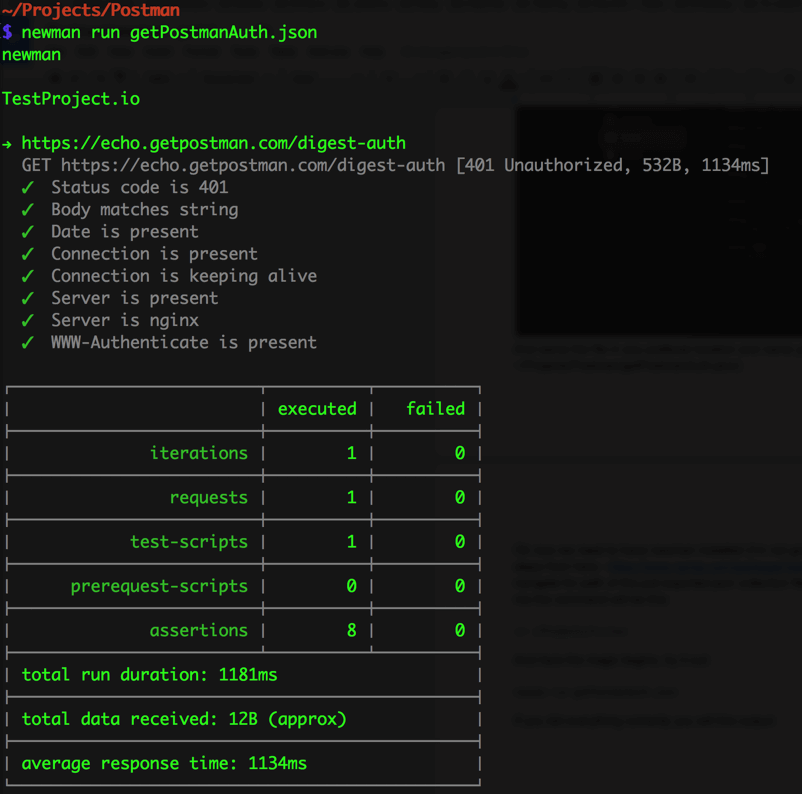 ~/Projects/Postman
$ newman run getPostmanAuth.json
newman
TestProject.io
→ https://echo.getpostman.com/digest-auth
GET https://echo.getpostman.com/digest-auth [401 Unauthorized, 532B, 1134ms]
✓ Status code is 401
✓ Body matches string
✓ Date is present
✓ Connection is present
✓ Connection is keeping alive
✓ Server is present
✓ Server is nginx
✓ WWW-Authenticate is present
executed failed
iterations 1 0
requests 1 0
test-scripts 1 0
prerequest-scripts 0 0
assertions 8 0
total run duration: 1181ms
total data received: 12B (approx)
average response time: 1134ms